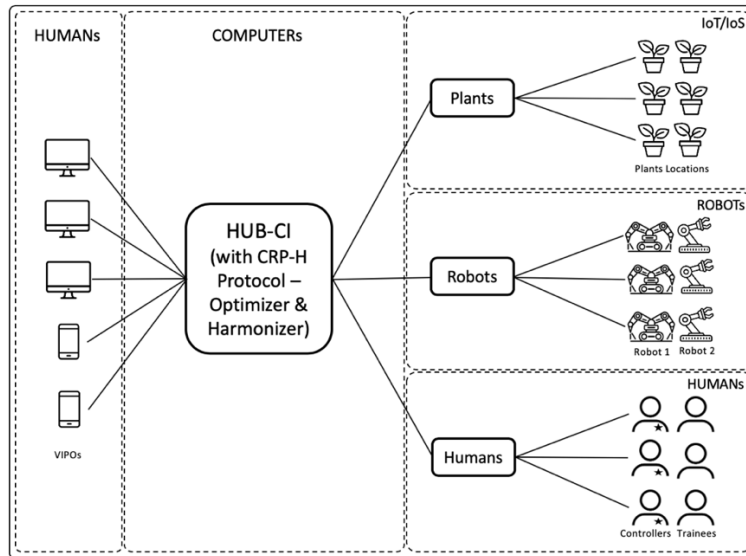 HUMANs
COMPUTERs
IoT/IoS
VIPOs
HUB-CI
(with CRP-H
Protocol –
Optimizer &
Harmonizer)
Plants
Plants Locations
ROBOTs
Robots
Robot 1 Robot 2
HUMANs
Humans
Controllers Trainees